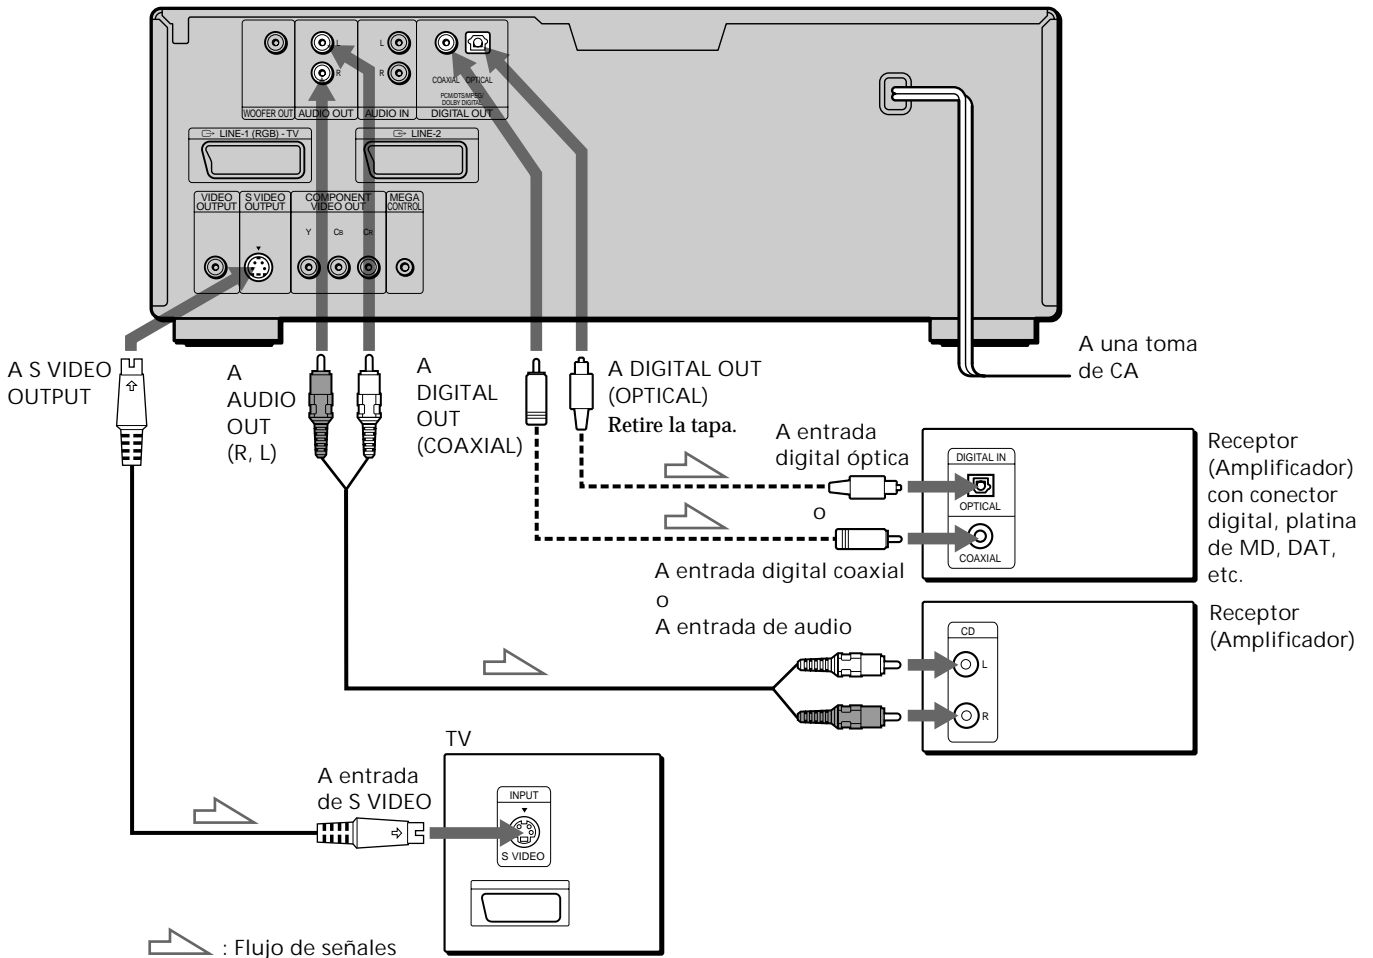 L
R
L
R
COAXIAL OPTICAL
PCM/DTS/MPEG/
DOLBY DIGITAL
WOOFER OUT AUDIO OUT AUDIO IN DIGITAL OUT
LINE-1 (RGB) - TV
LINE-2
VIDEO
OUTPUT
S VIDEO
OUTPUT
COMPONENT
VIDEO OUT
MEGA
CONTROL
Y CB CR
A una toma
de CA
A S VIDEO
OUTPUT
A
AUDIO
OUT
(R, L)
A
DIGITAL
OUT
(COAXIAL)
A DIGITAL OUT
(OPTICAL)
Retire la tapa.
A entrada
digital óptica
o
DIGITAL IN
OPTICAL
COAXIAL
Receptor
(Amplificador)
con conector
digital, platina
de MD, DAT,
etc.
A entrada digital coaxial
o
A entrada de audio
CD
L
R
Receptor
(Amplificador)
TV
A entrada
de S VIDEO
INPUT
S VIDEO
: Flujo de señales